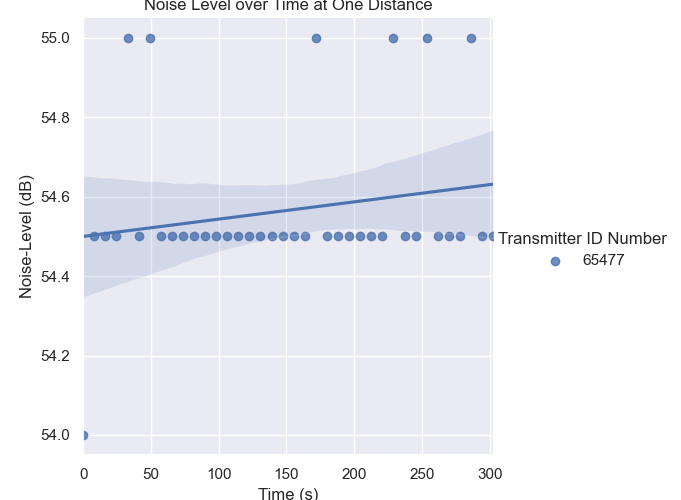 Noise Level over Time at One Distance
55.0
54.8
54.6
54.4
54.2
54.0
Noise-Level (dB)
0 50 100 150 200 250 300
Time (s)
Transmitter ID Number
65477